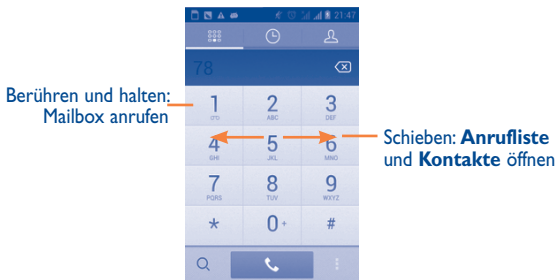 21:47
78
Berühren und halten:
Mailbox anrufen
1
2 ABC
3 DEF
4 GHI
5 JKL
6 MNO
Schieben: Anrufliste
und Kontakte öffnen
7 PQRS
8 TUV
9 WXYZ
*
0 +
#